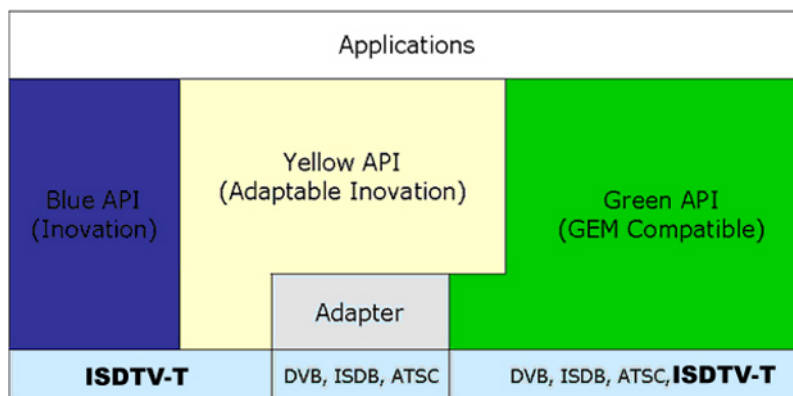 Applications
Blue API
(Inovation)
Yellow API
(Adaptable Inovation)
Green API
(GEM Compatible)
Adapter
ISDTV-T
DVB, ISDB, ATSC
DVB, ISDB, ATSC,ISDTV-T